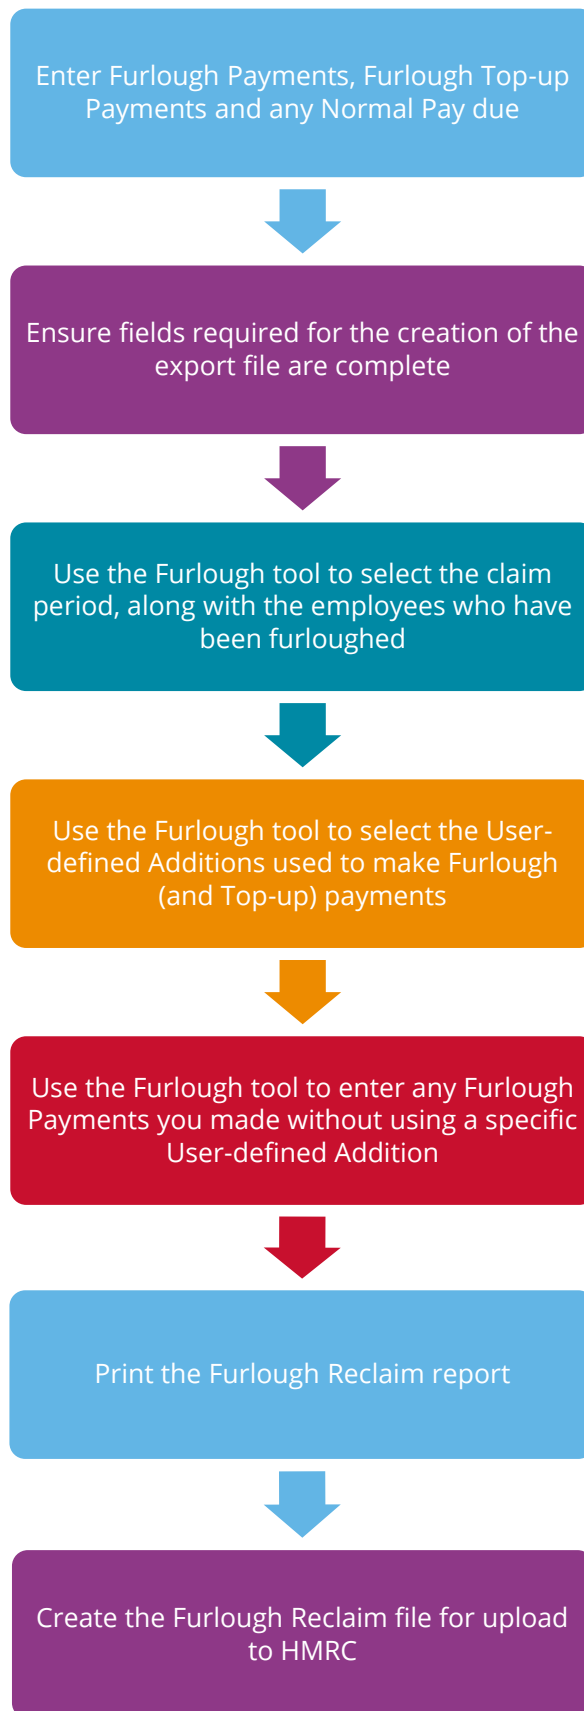 Enter Furlough Payments, Furlough Top-up
Payments and any Normal Pay due
Ensure fields required for the creation of the
export file are complete
Use the Furlough tool to select the claim
period, along with the employees who have
been furloughed
Use the Furlough tool to select the User-
defined Additions used to make Furlough
(and Top-up) payments
Use the Furlough tool to enter any Furlough
Payments you made without using a specific
User-defined Addition
Print the Furlough Reclaim report
Create the Furlough Reclaim file for upload
to HMRC